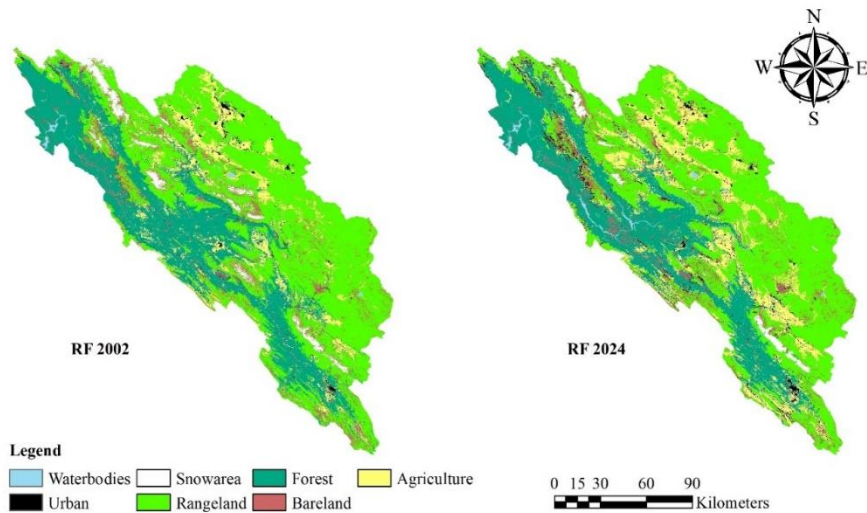 N
W E
S
RF 2002
RF 2024
Legend
Waterbodies Snowarea Forest Agriculture
Urban Rangeland Bareland
0 15 30 60 90
Kilometers